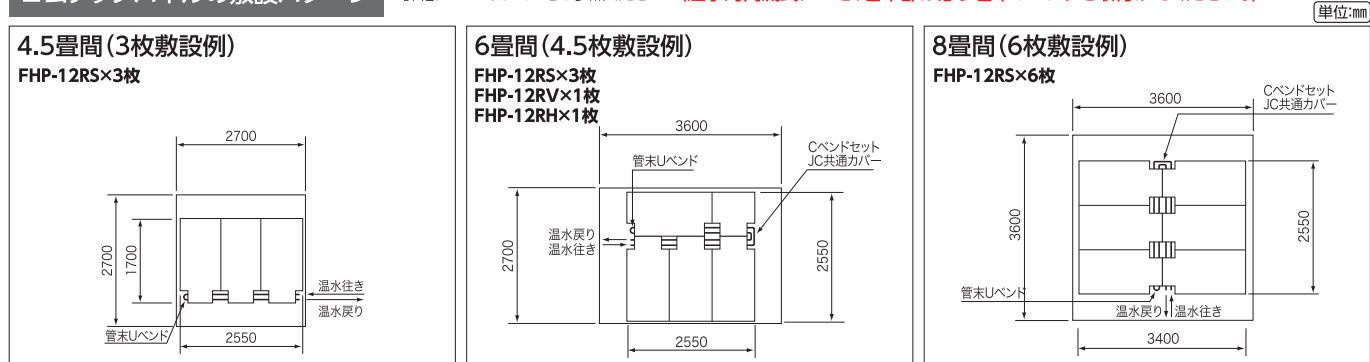 単位:㎜
4.5畳間(3枚敷設例)
FHP-12RS×3枚
2700
2700
1700
温水往き
温水戻り
管末Uベンド
2550
6畳間(4.5枚敷設例)
FHP-12RS×3枚
FHP-12RV×1枚
FHP-12RH×1枚
3600
管末Uベンド
Cベンドセット
JC共通カバー
温水戻り
温水往き
2700
2550
2550
8畳間(6枚敷設例)
FHP-12RS×6枚
3600
Cベンドセット
JC共通カバー
3600
2550
管末Uベンド
温水戻り
温水往き
3400